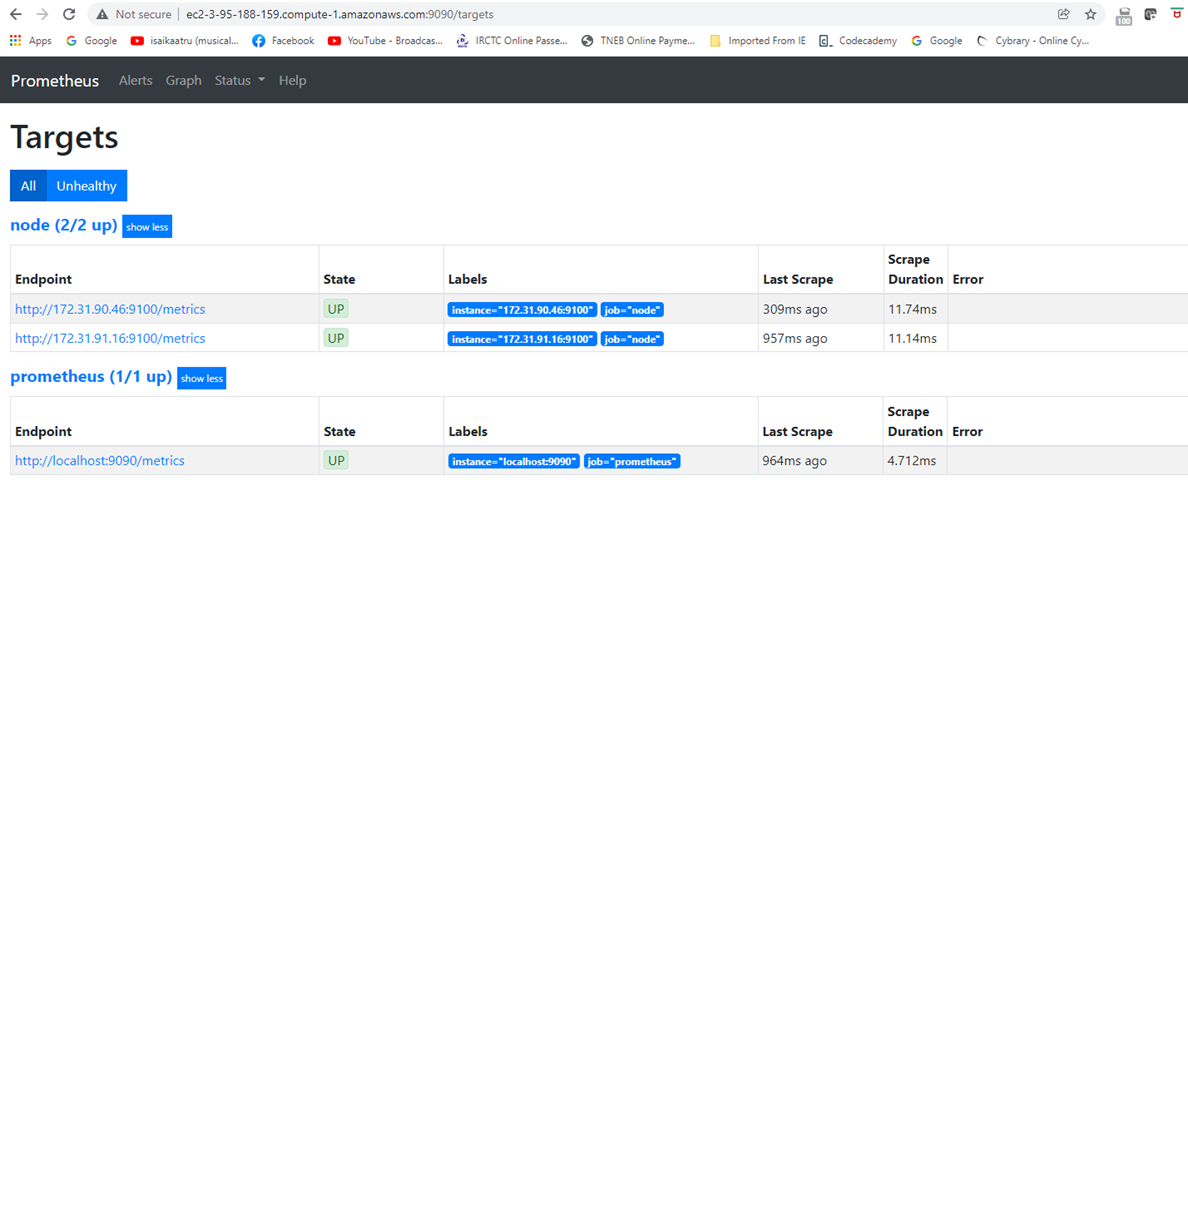 Not secure ec2-3-95-188-159.compute-1.amazonaws.com:9090/targets
100
Apps Google isaikaatru (musical... Facebook YouTube - Broadcas... IRCTC Online Passe... TNEB Online Payme... Imported From IE Codecademy Google Cybrary - Online Cy...
Prometheus Alerts Graph Status Help
Targets
All Unhealthy
node (2/2 up) show less
Endpoint State Labels Last Scrape Scrape Duration Error
http://172.31.90.46:9100/metrics UP instance="172.31.90.46:9100" job="node" 309ms ago 11.74ms
http://172.31.91.16:9100/metrics UP instance="172.31.91.16:9100" job="node" 957ms ago 11.14ms
prometheus (1/1 up) show less
Endpoint State Labels Last Scrape Scrape Duration Error
http://localhost:9090/metrics UP instance="localhost:9090" job="prometheus" 964ms ago 4.712ms